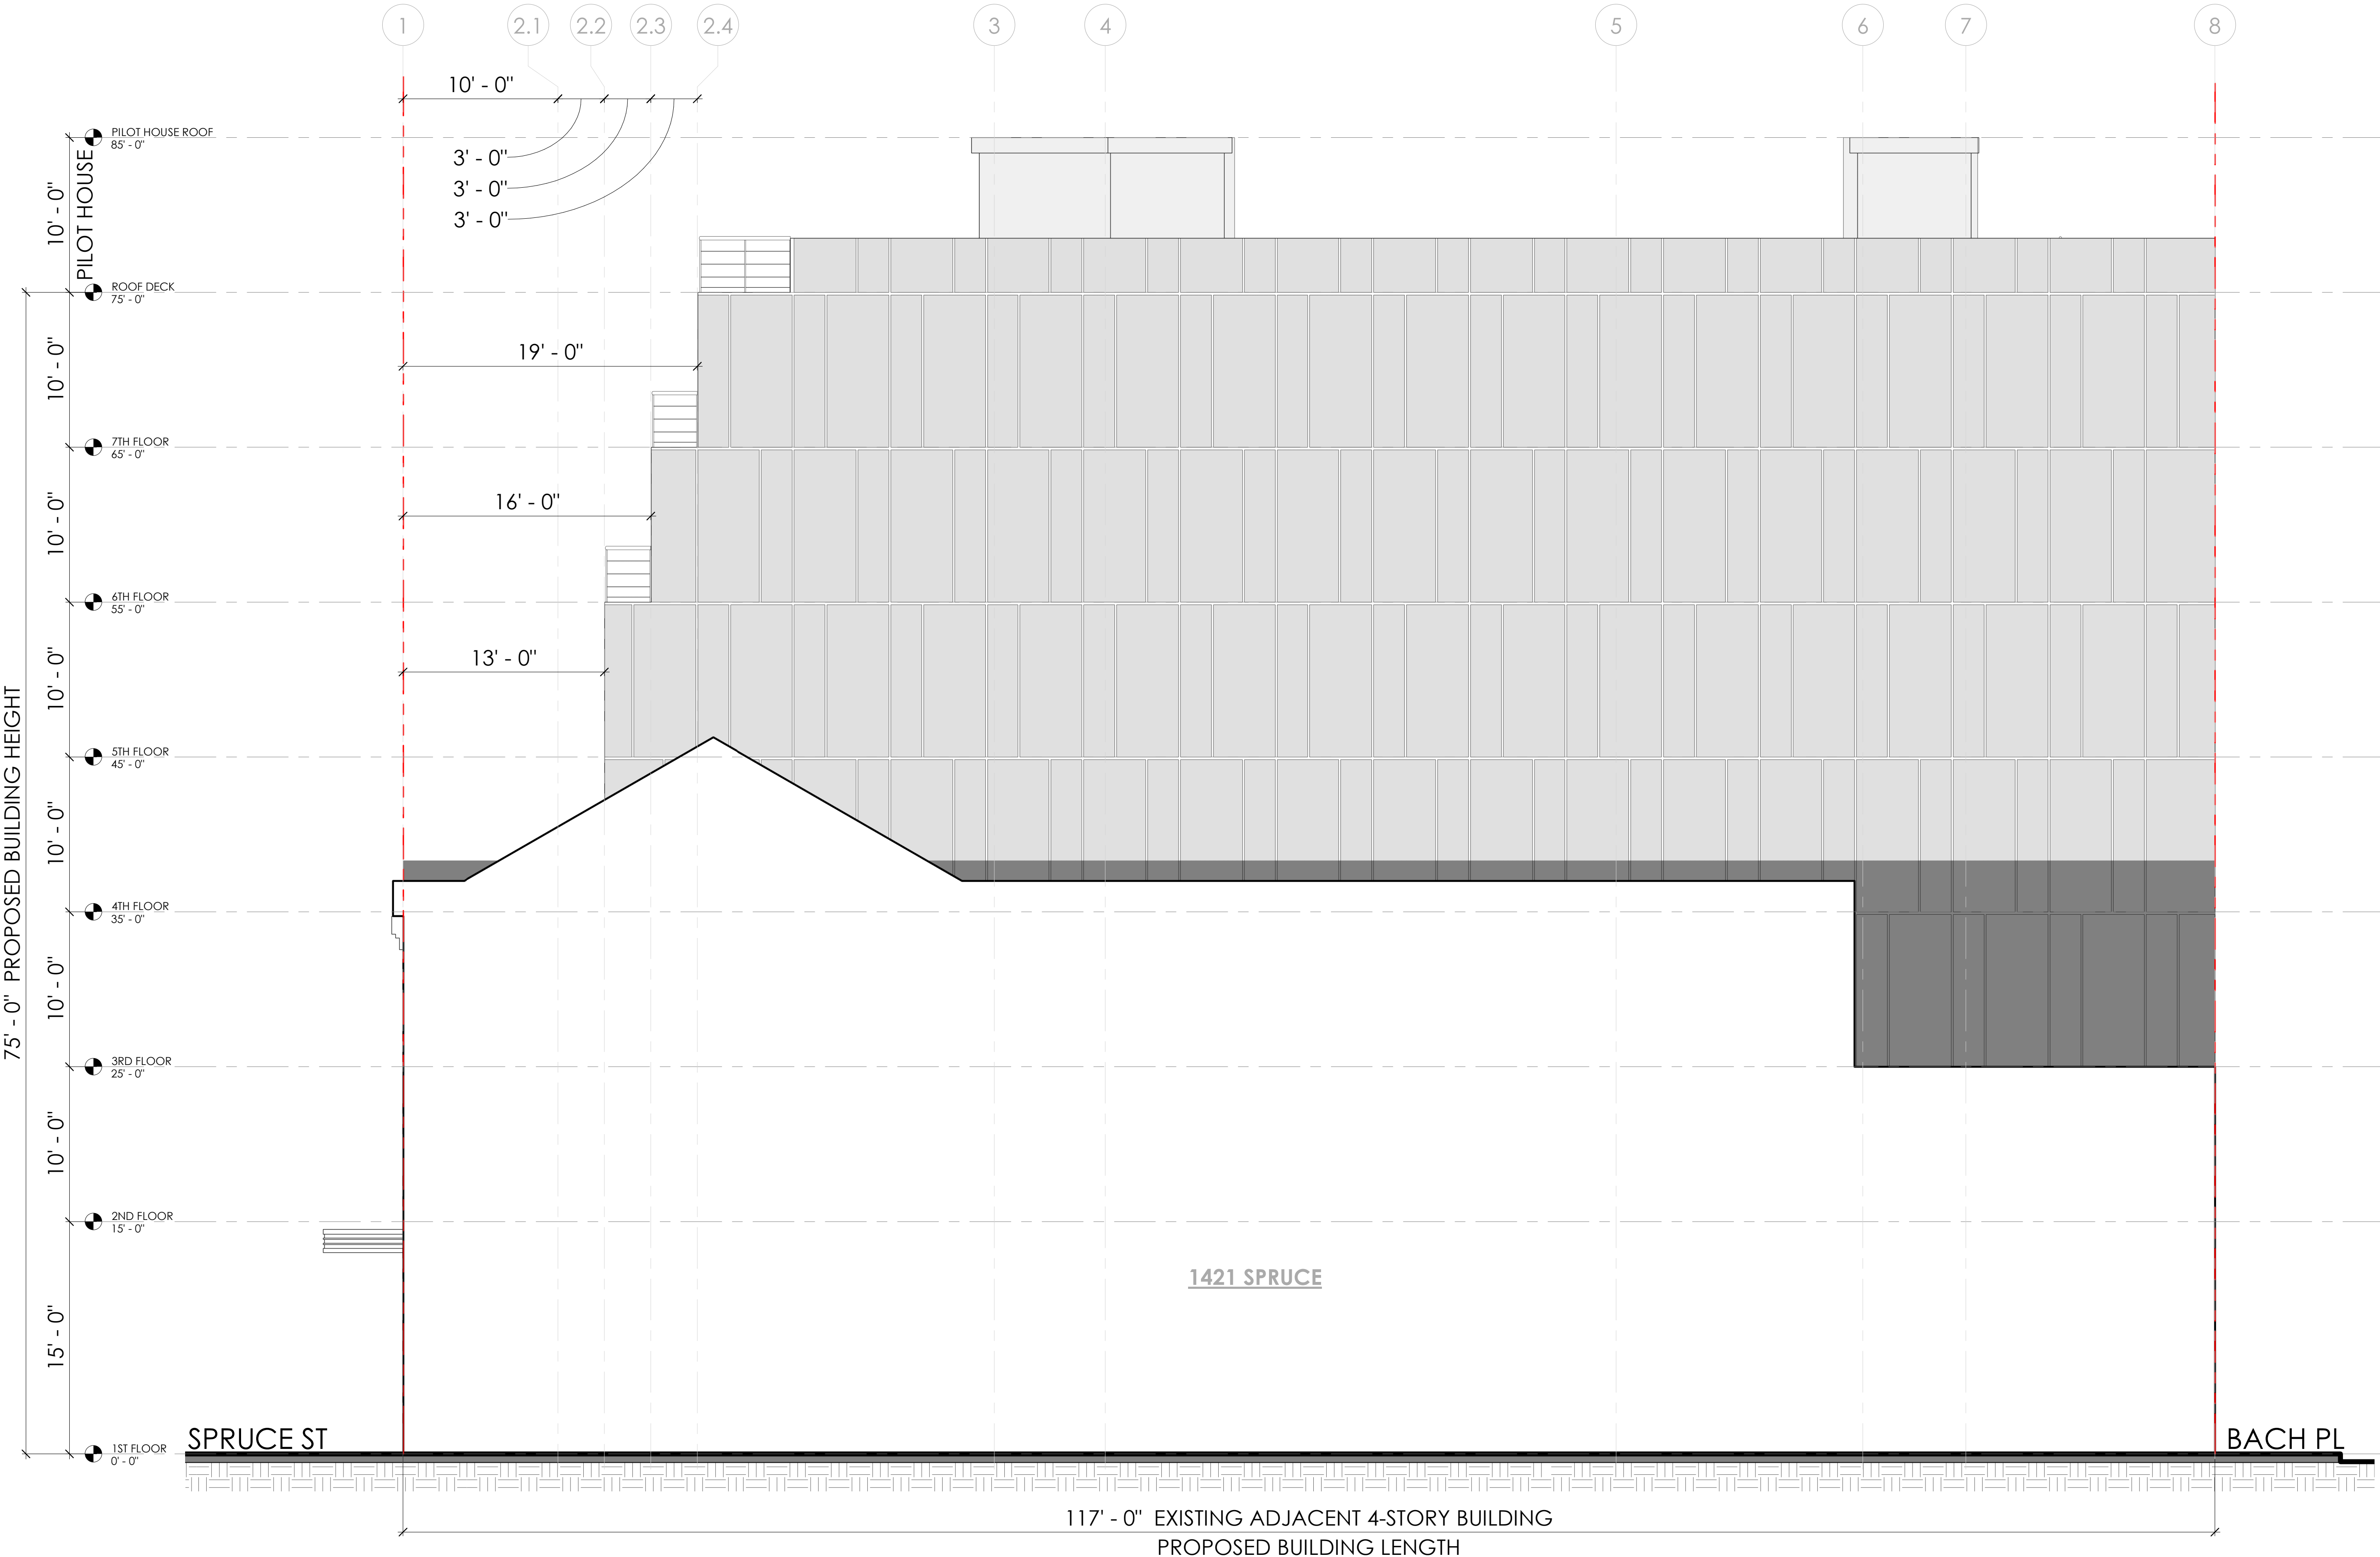 1 2.1 2.2 2.3 2.4 3 4 5 6 7 8
10' - 0"
PILOT HOUSE ROOF
85' - 0"
3' - 0"
3' - 0"
3' - 0"
10' - 0"
PILOT HOUSE
ROOF DECK
75' - 0"
10' - 0"
19' - 0"
7TH FLOOR
65' - 0"
10' - 0"
16' - 0"
6TH FLOOR
55' - 0"
10' - 0"
13' - 0"
5TH FLOOR
45' - 0"
10' - 0"
75' - 0" PROPOSED BUILDING HEIGHT
4TH FLOOR
35' - 0"
10' - 0"
3RD FLOOR
25' - 0"
10' - 0"
2ND FLOOR
15' - 0"
1421 SPRUCE
15' - 0"
SPRUCE ST
BACH PL
1ST FLOOR
0' - 0"
117' - 0" EXISTING ADJACENT 4-STORY BUILDING
PROPOSED BUILDING LENGTH